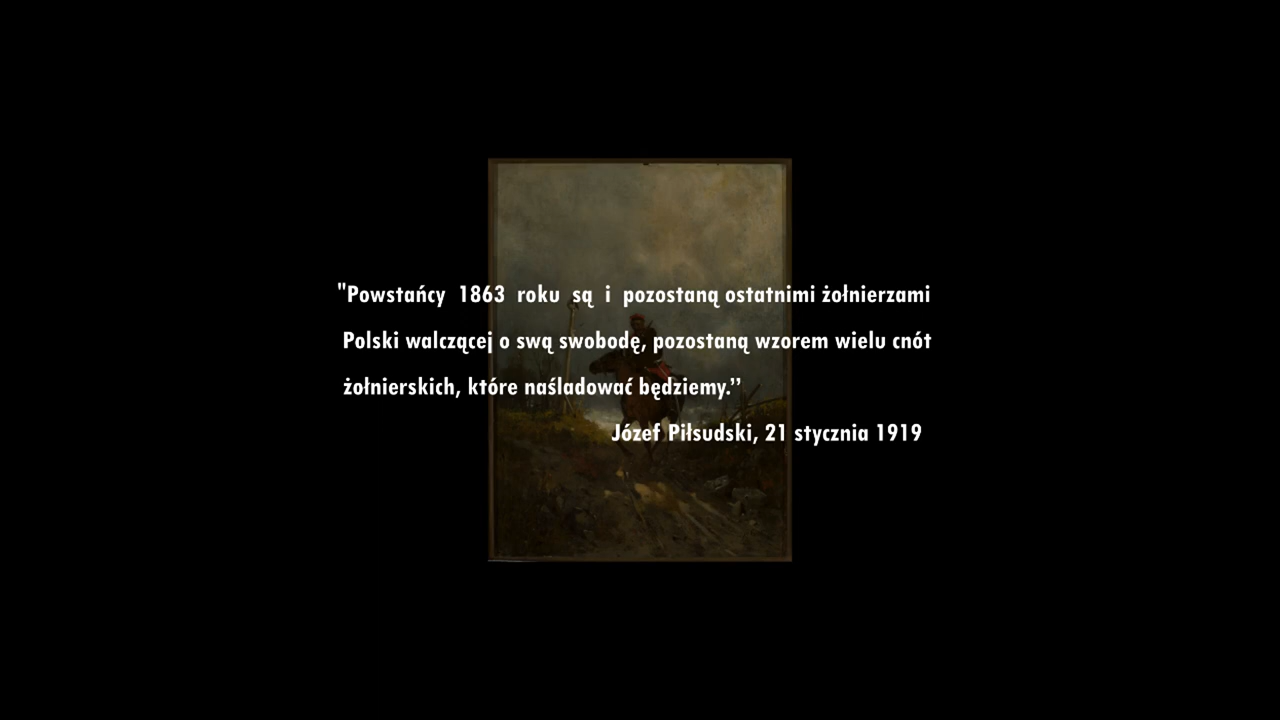 "Powstańcy 1863 roku są i pozostaną ostatnimi żołnierzami
Polski walczącej o swą swobodę, pozostaną wzorem wielu cnót
żołnierskich, które naśladować będziemy.”
Józef Piłsudski, 21 stycznia 1919